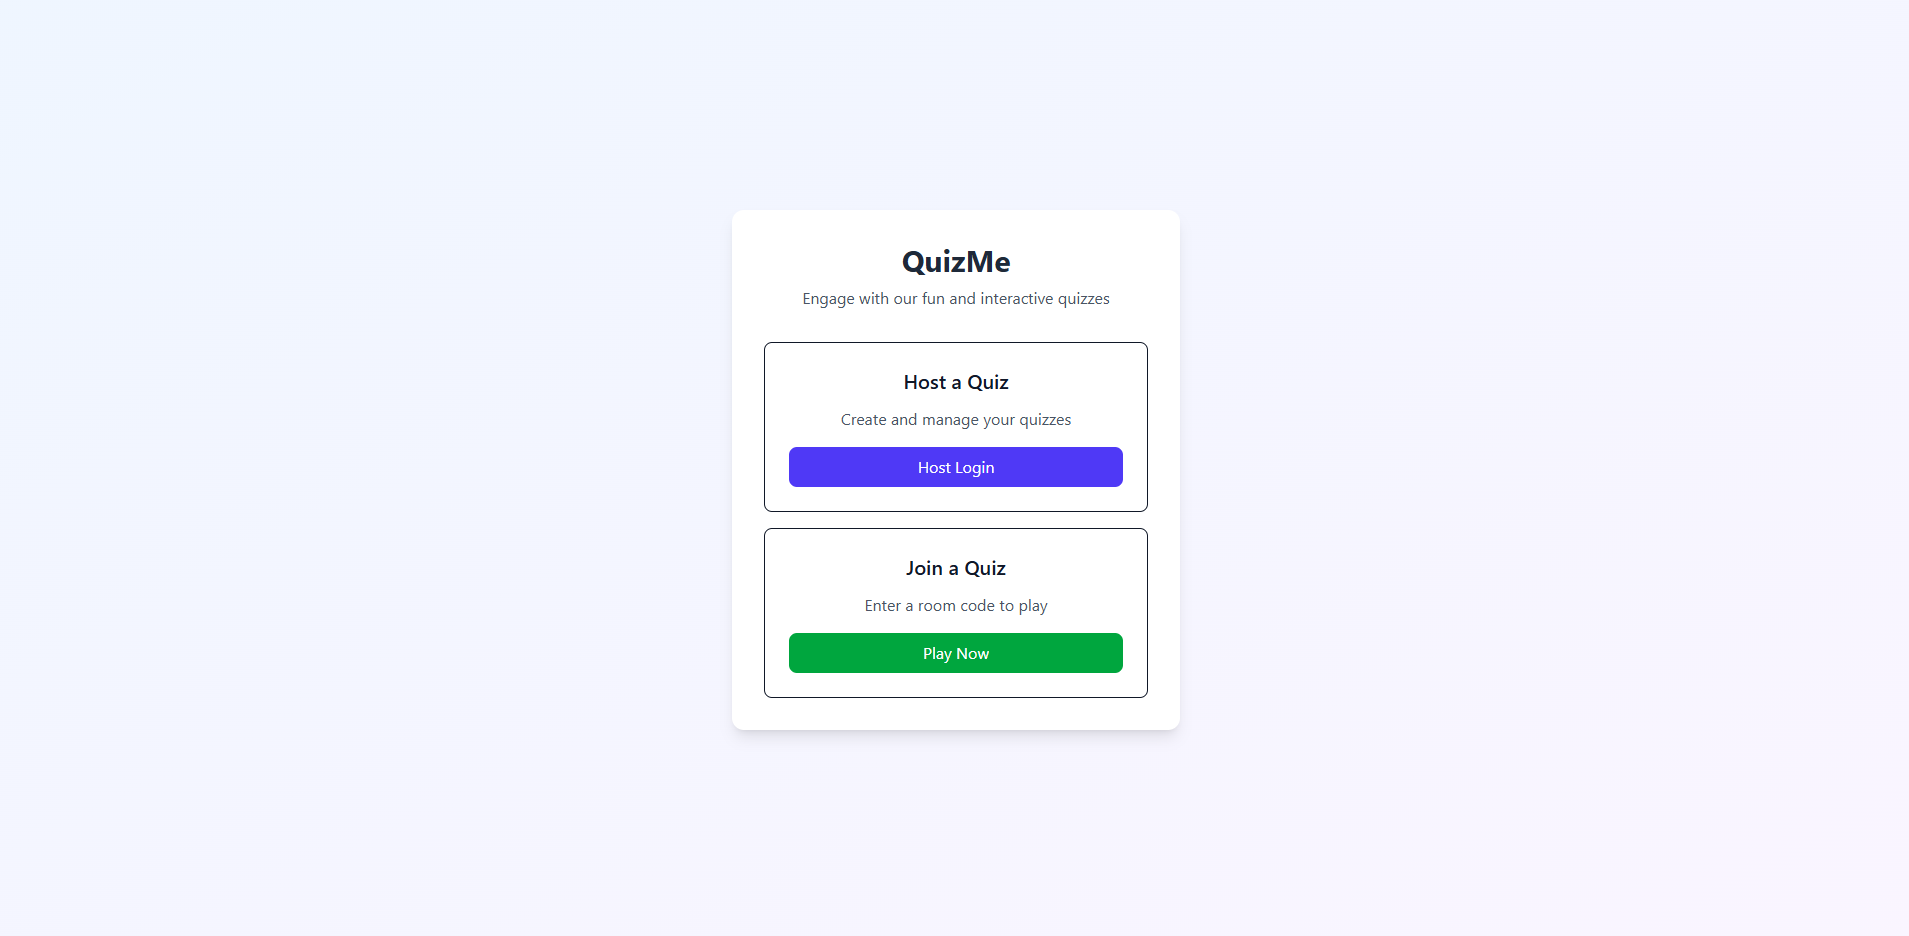 QuizMe
Engage with our fun and interactive quizzes
Host a Quiz
Create and manage your quizzes
Host Login
Join a Quiz
Enter a room code to play
Play Now